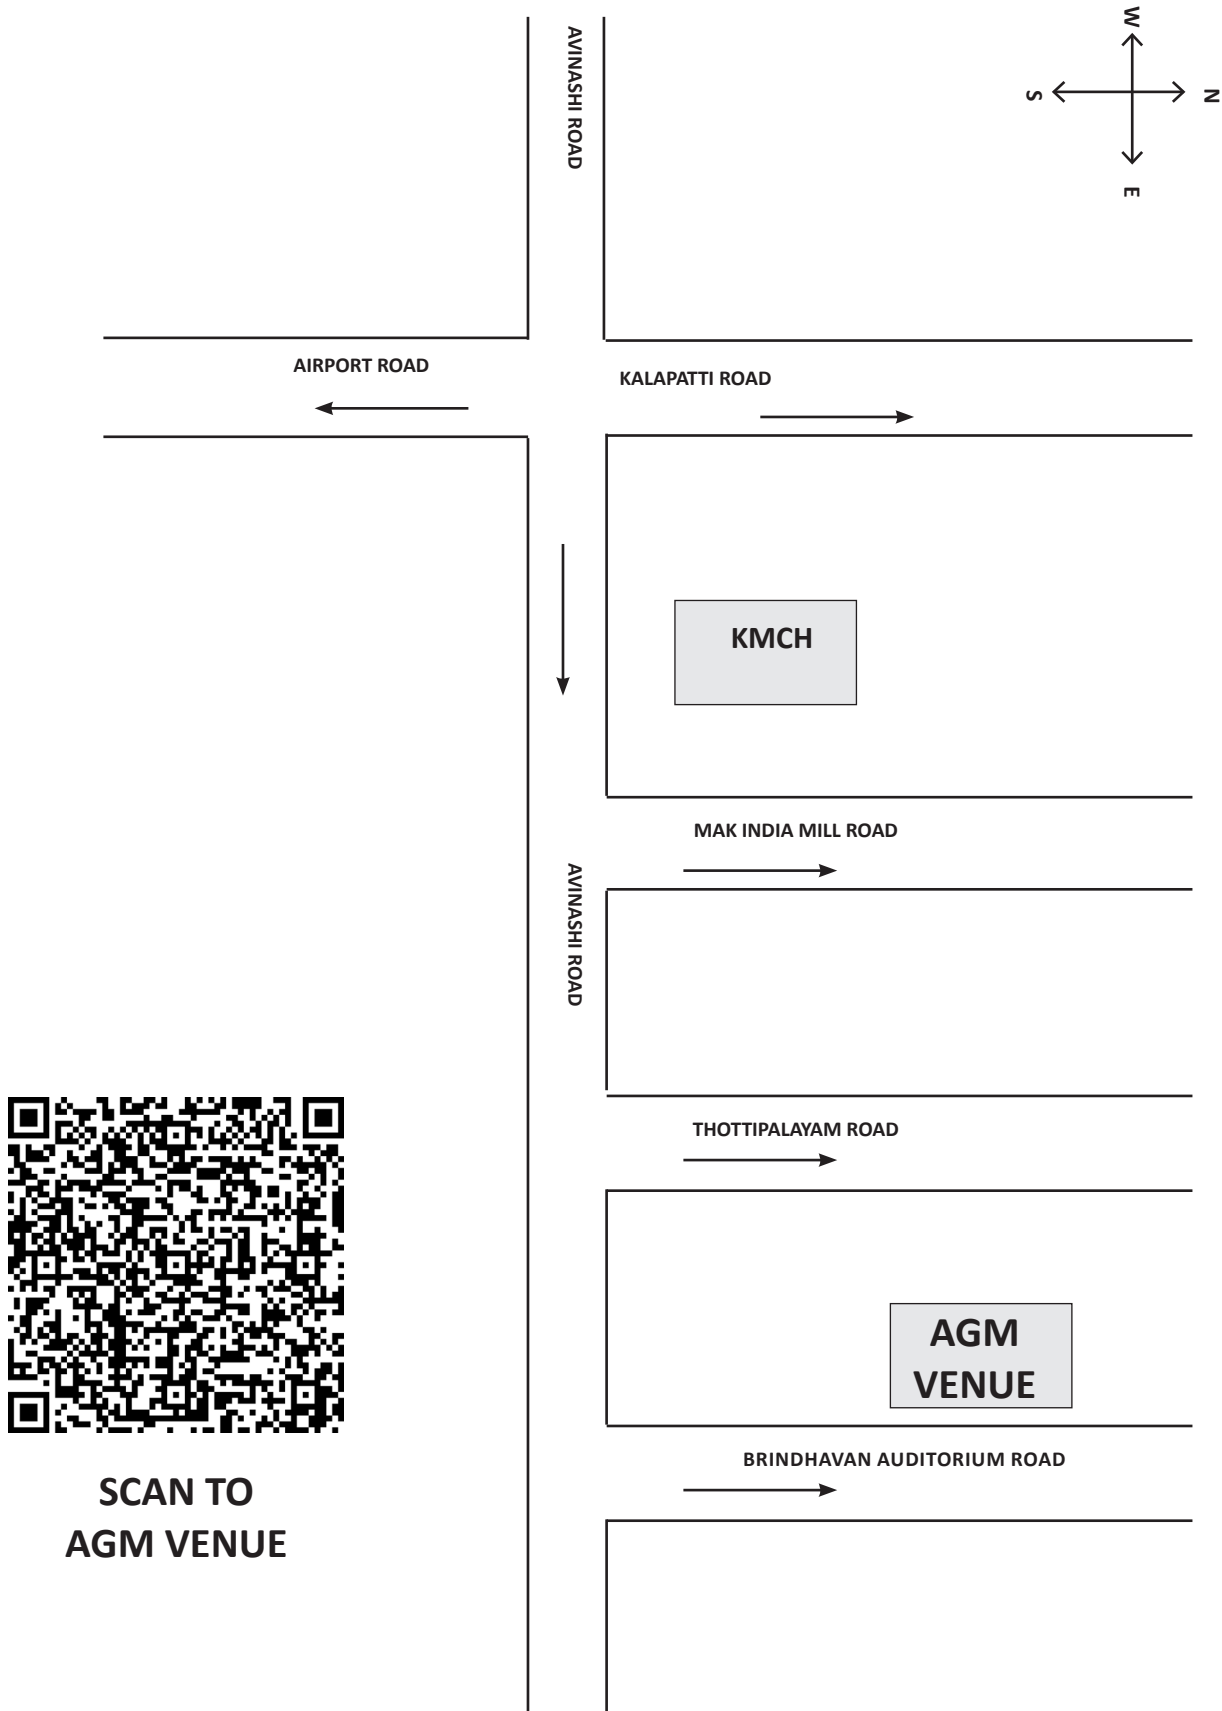 W
AVINASHI ROAD
S
N
E
AIRPORT ROAD
KALAPATTI ROAD
KMCH
MAK INDIA MILL ROAD
AVINASHI ROAD
THOTTIPALAYAM ROAD
AGM
VENUE
BRINDHAVAN AUDITORIUM ROAD
SCAN TO
AGM VENUE